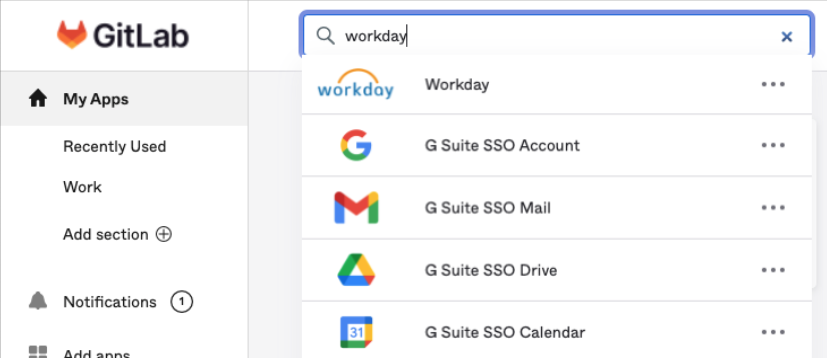 GitLab
workday
My Apps
Recently Used
Work
Add section
Notifications 1
Add apps
workday Workday
G Suite SSO Account
G Suite SSO Mail
G Suite SSO Drive
31 G Suite SSO Calendar